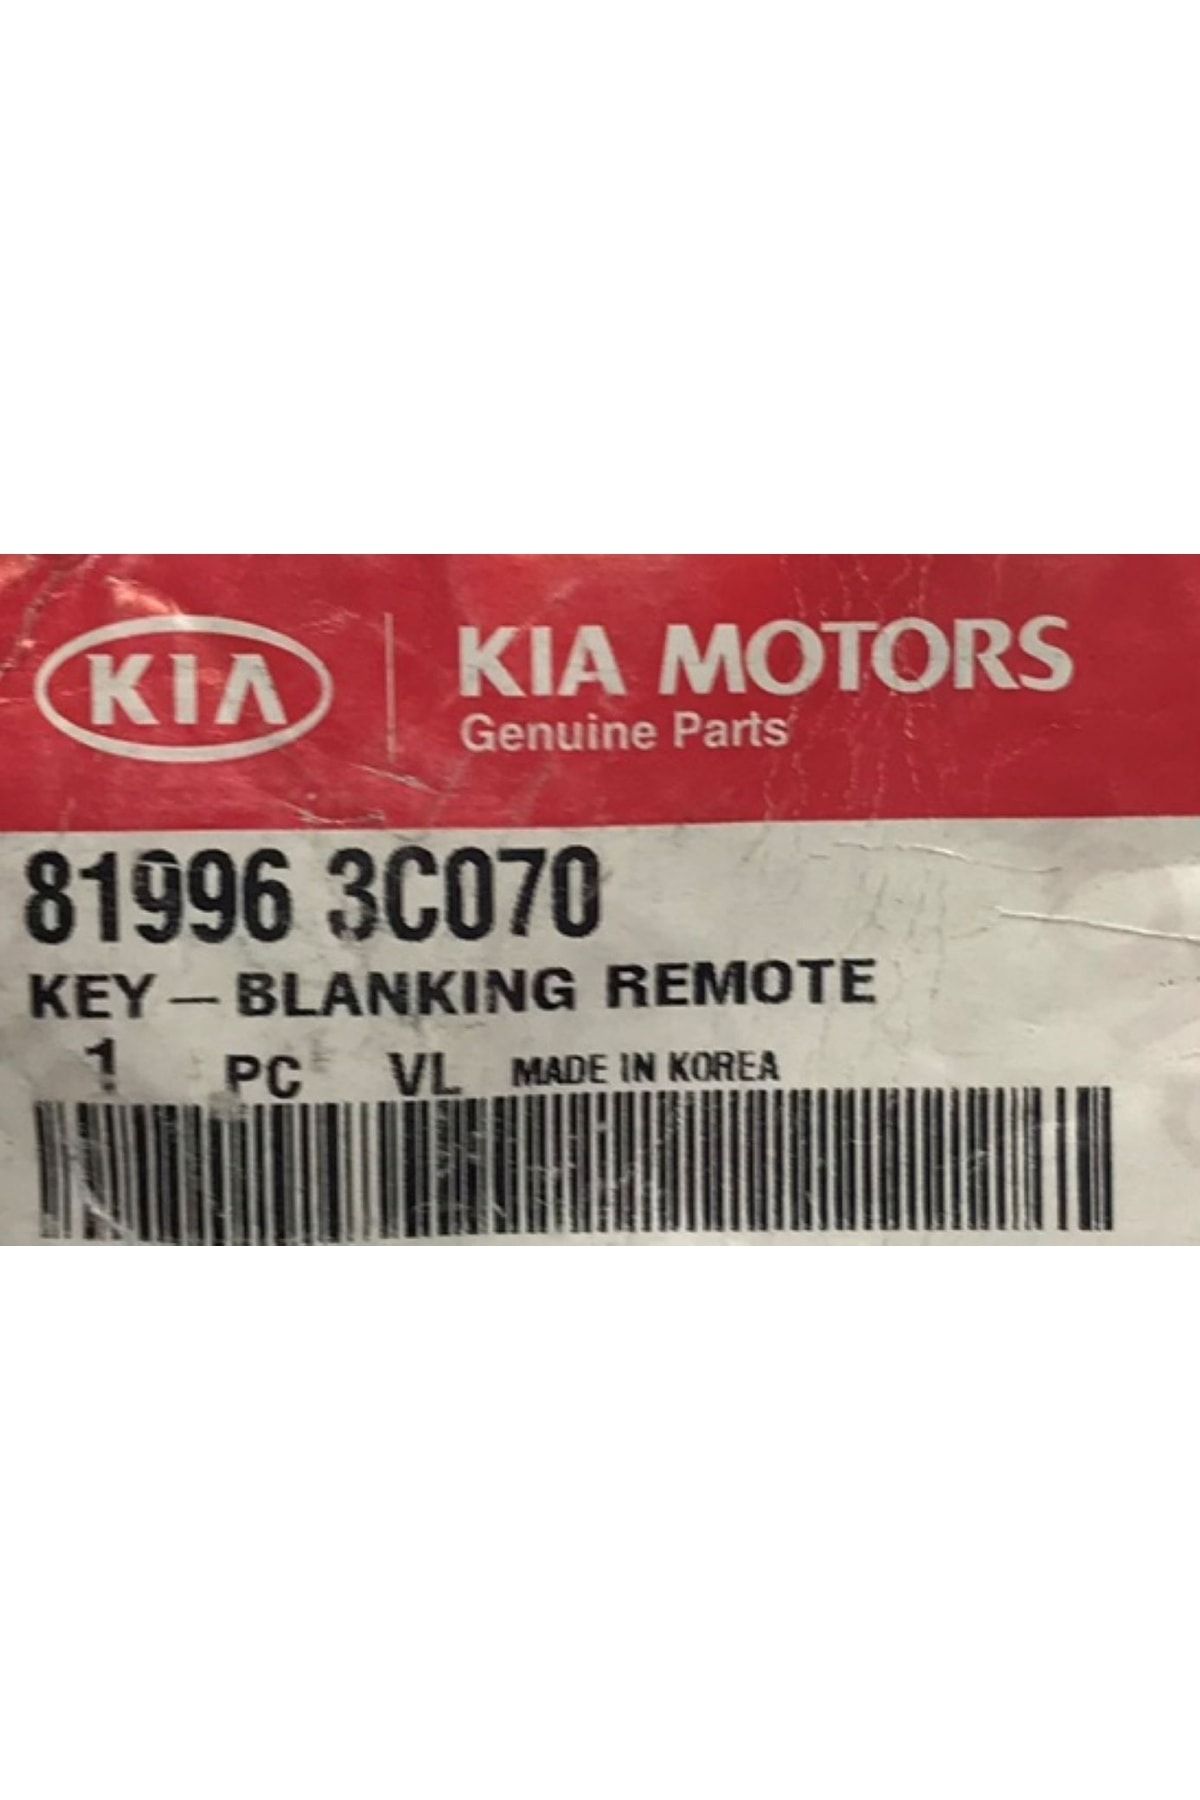 KIA
KIA MOTORS
Genuine Parts
81996 3C070
KEY - BLANKING REMOTE
1 PC VL MADE IN KOREA